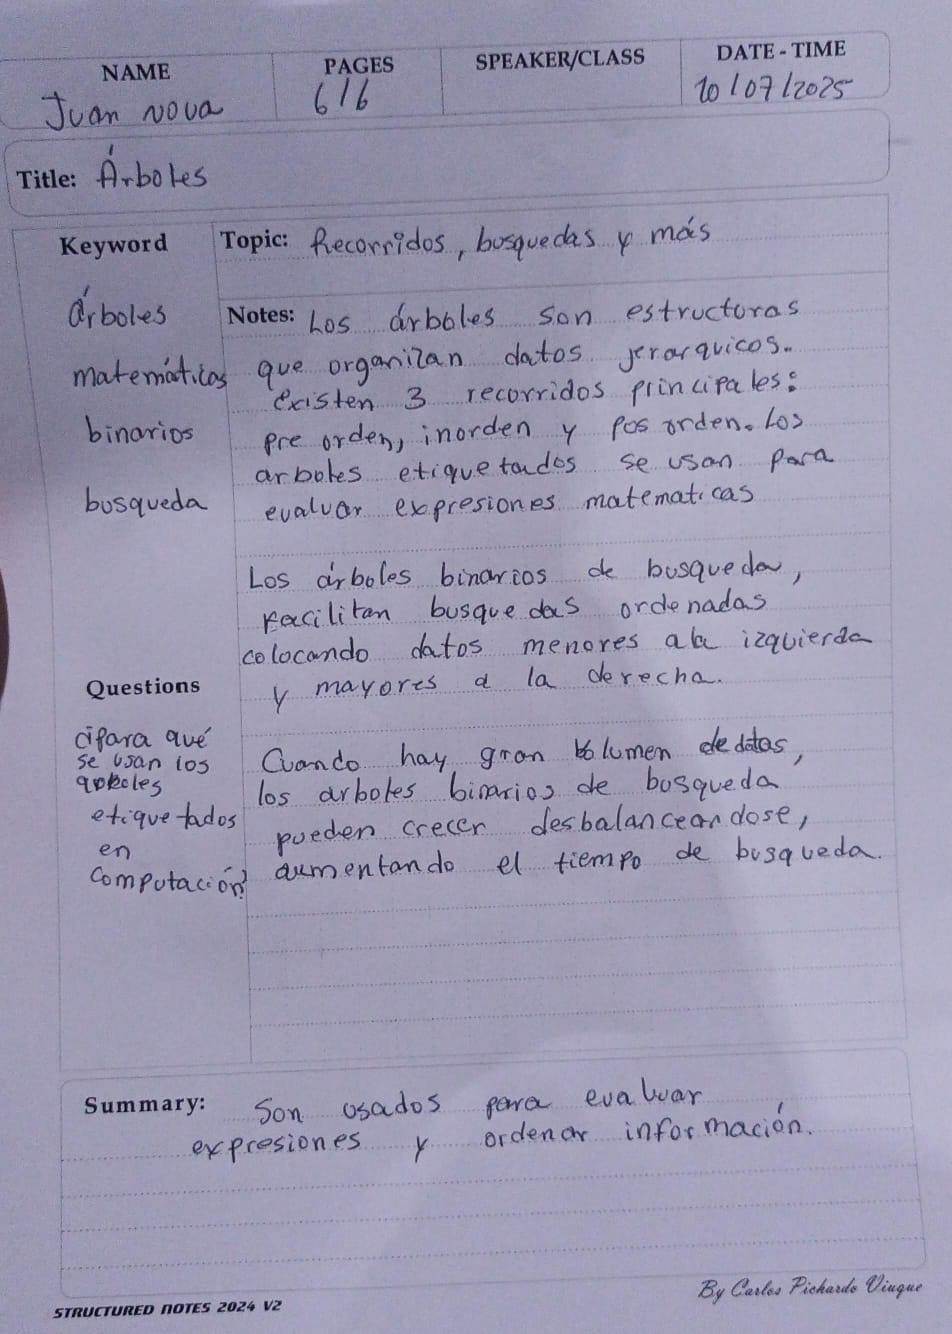 NAME PAGES SPEAKER/CLASS DATE - TIME
Juan Nova 6/6 10/07/2025
Title: Árboles
Keyword Topic: Recorridos, busquedas y más
árboles Notes: Los árboles son estructuras
matemáticas que organizan datos jerarquicos.
existen 3 recorridos principales:
binarios pre orden, inorden y pos orden. Los
arboles etiquetados se usan para
busqueda evaluar expresiones matematicas
Los árboles binarios de busqueda,
facilitan busquedas ordenadas
colocando datos menores a la izquierda
Questions y mayores a la derecha.
¿para qué
se usan los Cuando hay gran volumen de datos,
arboles los arboles binarios de busqueda
etiquetados pueden crecer desbalanceandose,
en aumentando el tiempo de busqueda.
computación?
Summary: Son usados para evaluar
expresiones y ordenar información.
By Carlos Pichardo Viuque
STRUCTURED NOTES 2024 V2